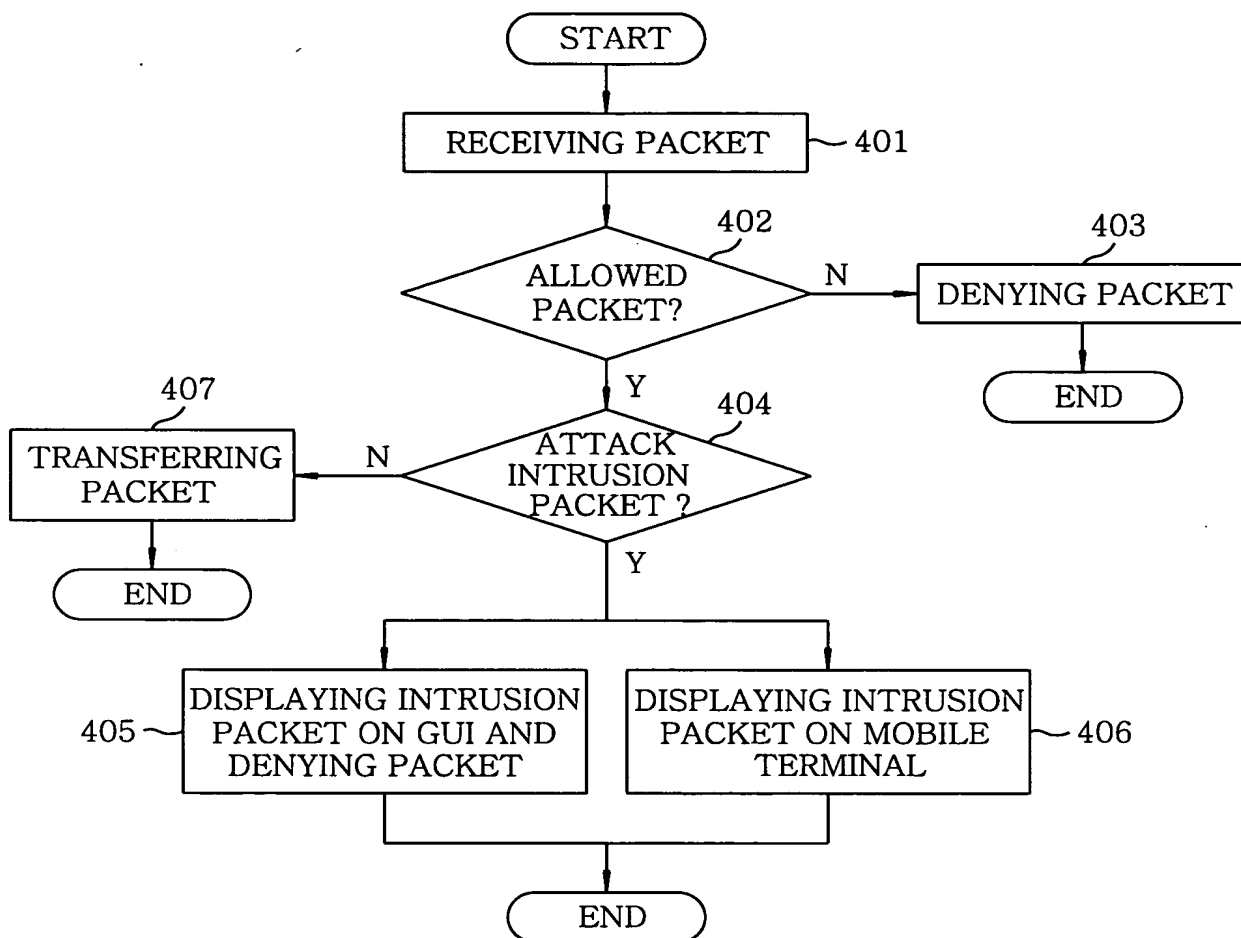 START
RECEIVING PACKET
401
402
ALLOWED
PACKET?
N
403
DENYING PACKET
END
Y
404
ATTACK
INTRUSION
PACKET ?
N
407
TRANSFERRING
PACKET
END
Y
405
DISPLAYING INTRUSION
PACKET ON GUI AND
DENYING PACKET
DISPLAYING INTRUSION
PACKET ON MOBILE
TERMINAL
406
END